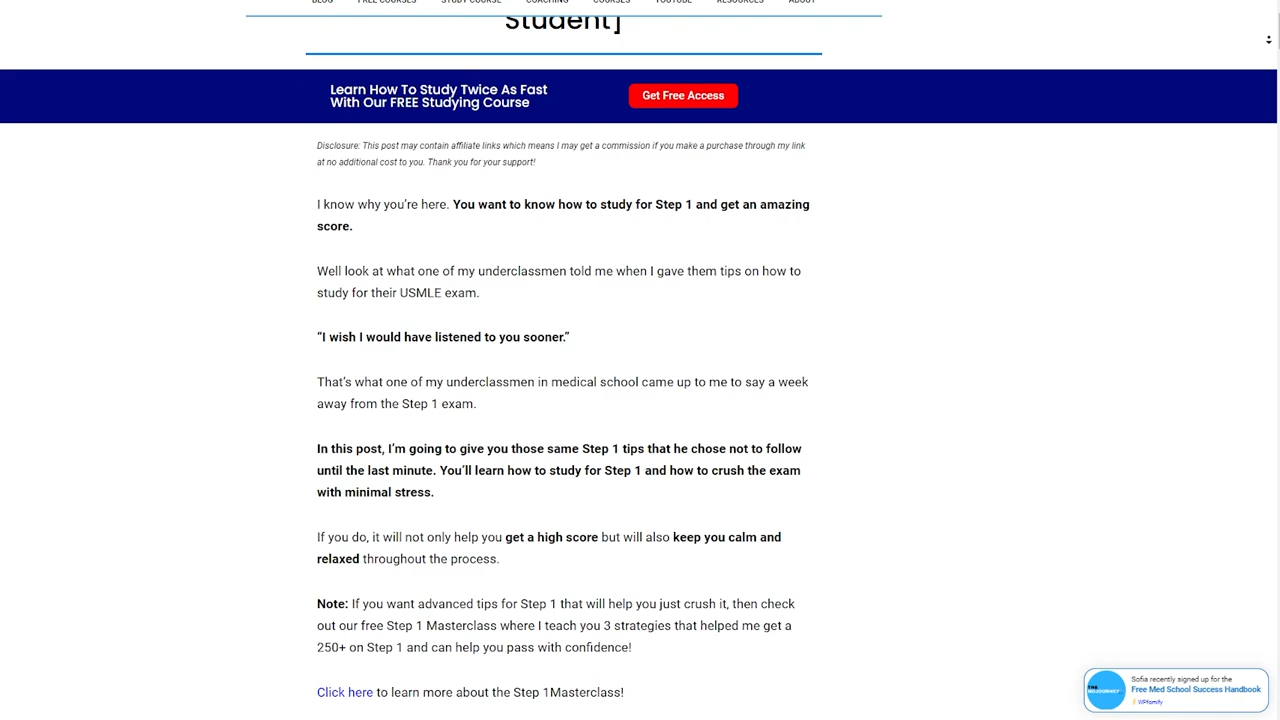 BLOG FREE COURSES STUDY COURSE COACHING COURSES YOUTUBE RESOURCES ABOUT
Student]
Learn How To Study Twice As Fast
With Our FREE Studying Course
Get Free Access
Disclosure: This post may contain affiliate links which means I may get a commission if you make a purchase through my link
at no additional cost to you. Thank you for your support!
I know why you’re here. You want to know how to study for Step 1 and get an amazing
score.
Well look at what one of my underclassmen told me when I gave them tips on how to
study for their USMLE exam.
“I wish I would have listened to you sooner.”
That’s what one of my underclassmen in medical school came up to me to say a week
away from the Step 1 exam.
In this post, I’m going to give you those same Step 1 tips that he chose not to follow
until the last minute. You’ll learn how to study for Step 1 and how to crush the exam
with minimal stress.
If you do, it will not only help you get a high score but will also keep you calm and
relaxed throughout the process.
Note: If you want advanced tips for Step 1 that will help you just crush it, then check
out our free Step 1 Masterclass where I teach you 3 strategies that helped me get a
250+ on Step 1 and can help you pass with confidence!
Click here to learn more about the Step 1Masterclass!
Sofia recently signed up for the
Free Med School Success Handbook
WPfomify